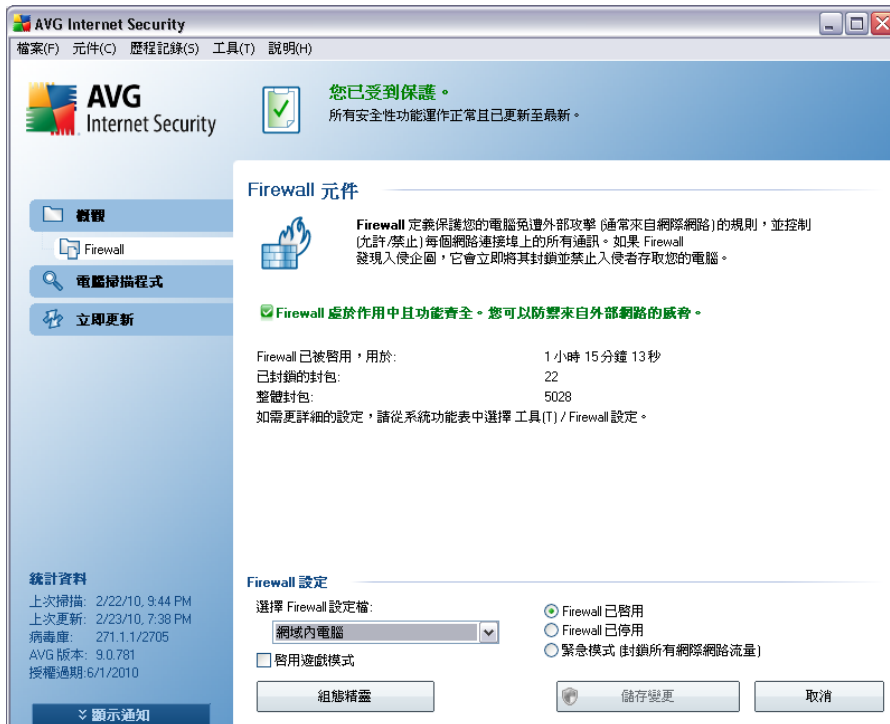 AVG Internet Security
檔案(F) 元件(C) 歷程記錄(S) 工具(T) 說明(H)
AVG
Internet Security
您已受到保護。
所有安全性功能運作正常且已更新至最新。
概觀
Firewall
電腦掃描程式
立即更新
Firewall 元件
Firewall 定義保護您的電腦免遭外部攻擊 (通常來自網際網路) 的規則，並控制
(允許/禁止) 每個網路連接埠上的所有通訊。如果 Firewall
發現入侵企圖，它會立即將其封鎖並禁止入侵者存取您的電腦。
Firewall 處於作用中且功能齊全。您可以防禦來自外部網路的威脅。
Firewall 已被啓用，用於: 1 小時 15 分鐘 13 秒
已封鎖的封包: 22
整體封包: 5028
如需更詳細的設定，請從系統功能表中選擇 工具(T) / Firewall 設定。
統計資料
上次掃描: 2/22/10, 9:44 PM
上次更新: 2/23/10, 7:38 PM
病毒庫: 271.1.1/2705
AVG 版本: 9.0.781
授權過期:6/1/2010
顯示通知
Firewall 設定
選擇 Firewall 設定檔:
網域內電腦
啓用遊戲模式
Firewall 已啓用
Firewall 已停用
緊急模式 (封鎖所有網際網路流量)
組態精靈
儲存變更
取消